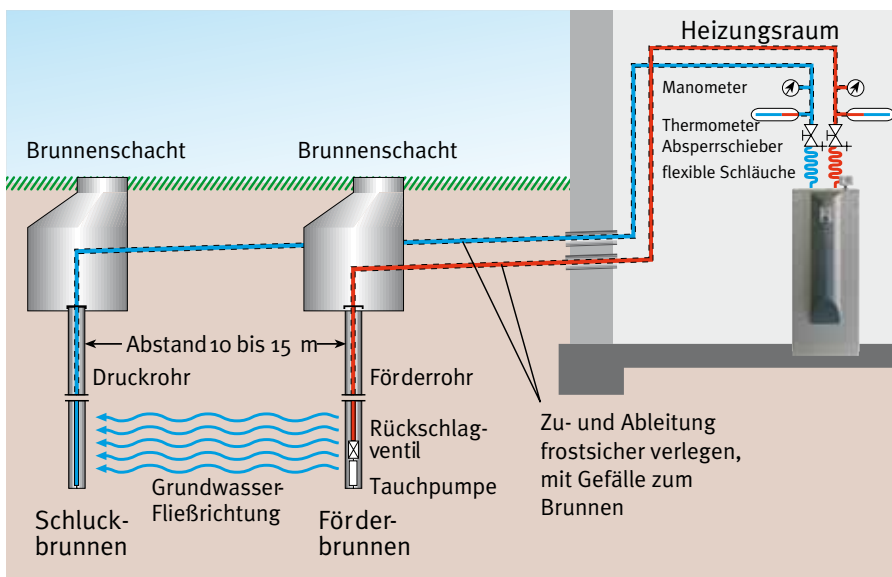 Heizungsraum
Manometer
Thermometer
Absperrschieber
flexible Schläuche
Brunnenschacht
Brunnenschacht
Abstand 10 bis 15 m
Druckrohr
Förderrohr
Rückschlag-
ventil
Tauchpumpe
Grundwasser-
Fließrichtung
Schluck-
brunnen
Förder-
brunnen
Zu- und Ableitung
frostsicher verlegen,
mit Gefälle zum
Brunnen